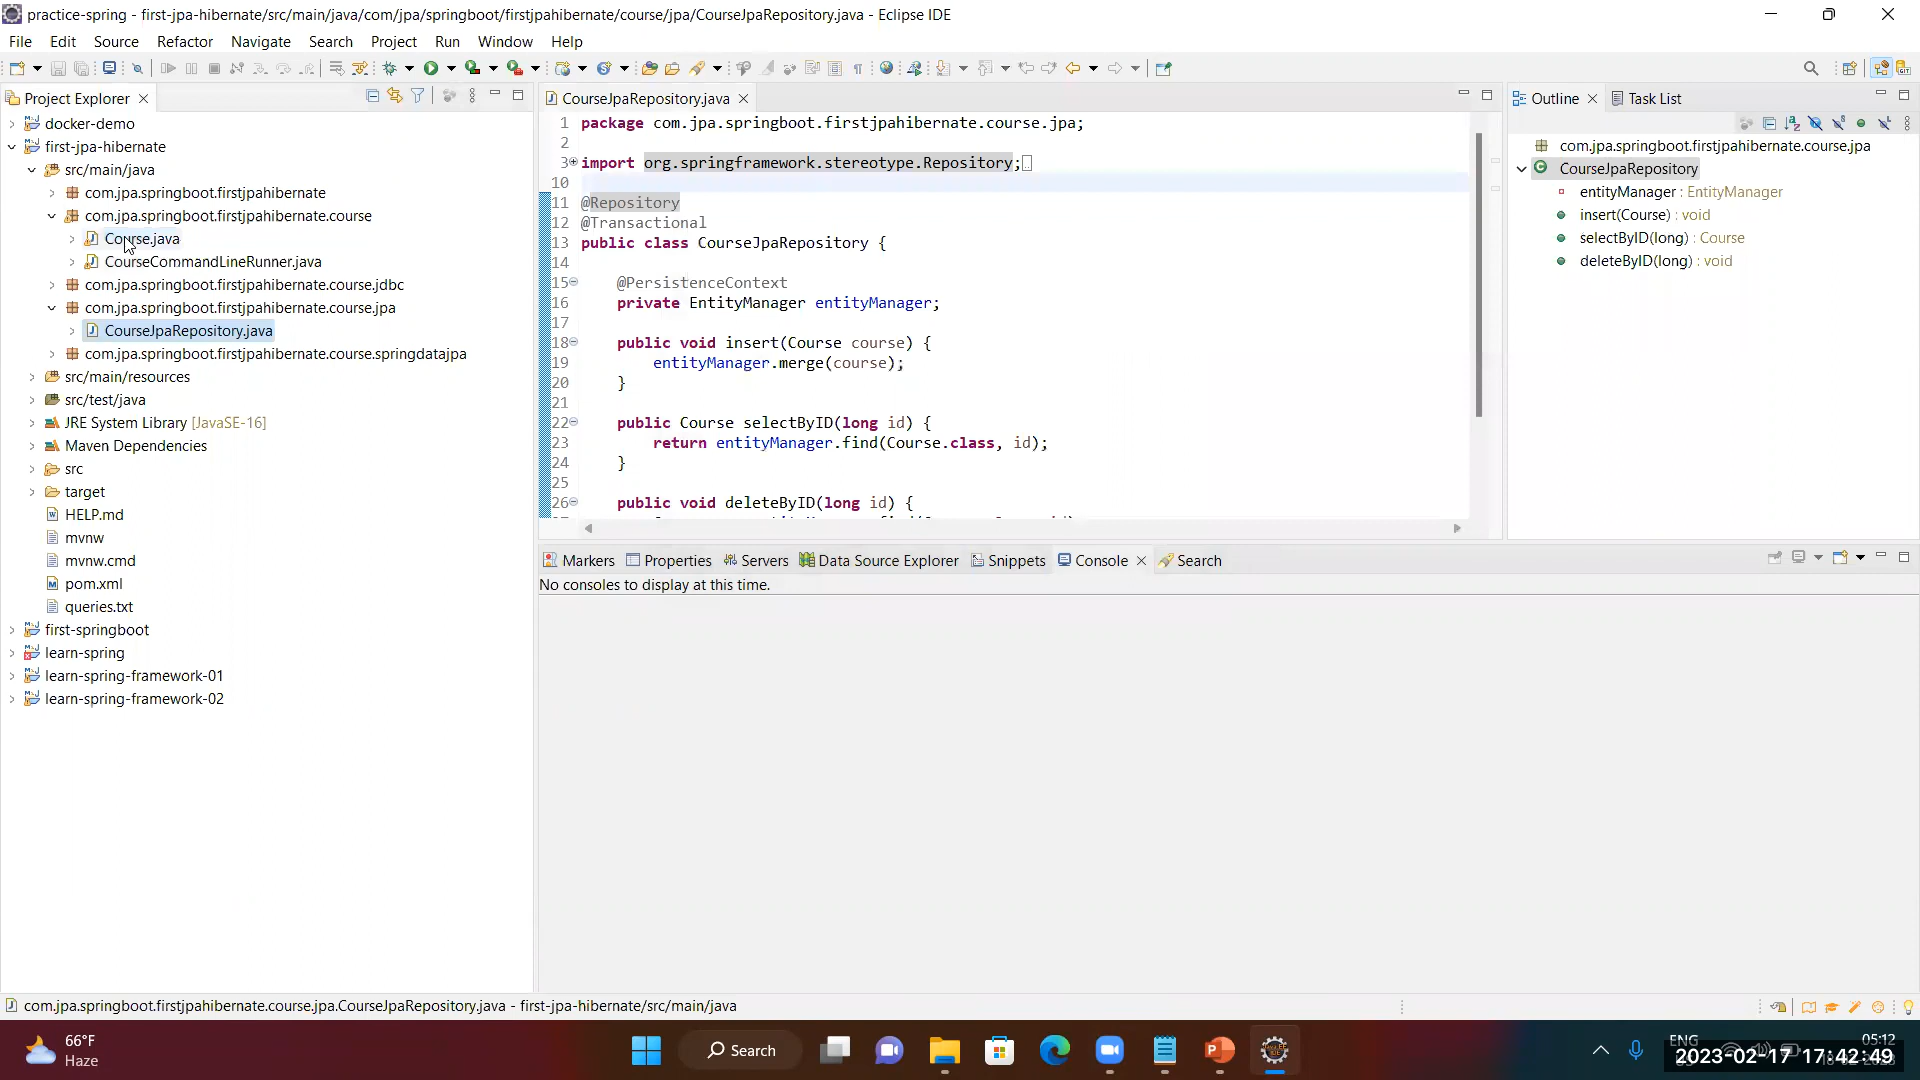 practice-spring - first-jpa-hibernate/src/main/java/com/jpa/springboot/firstjpahibernate/course/jpa/CourseJpaRepository.java - Eclipse IDE
File Edit Source Refactor Navigate Search Project Run Window Help
Project Explorer
docker-demo
first-jpa-hibernate
src/main/java
com.jpa.springboot.firstjpahibernate
com.jpa.springboot.firstjpahibernate.course
Course.java
CourseCommandLineRunner.java
com.jpa.springboot.firstjpahibernate.course.jdbc
com.jpa.springboot.firstjpahibernate.course.jpa
CourseJpaRepository.java
com.jpa.springboot.firstjpahibernate.course.springdatajpa
src/main/resources
src/test/java
JRE System Library [JavaSE-16]
Maven Dependencies
src
target
HELP.md
mvnw
mvnw.cmd
pom.xml
queries.txt
first-springboot
learn-spring
learn-spring-framework-01
learn-spring-framework-02
CourseJpaRepository.java
1 package com.jpa.springboot.firstjpahibernate.course.jpa;
2
3 import org.springframework.stereotype.Repository;
10
11 @Repository
12 @Transactional
13 public class CourseJpaRepository {
14
15 @PersistenceContext
16 private EntityManager entityManager;
17
18 public void insert(Course course) {
19 entityManager.merge(course);
20 }
21
22 public Course selectByID(long id) {
23 return entityManager.find(Course.class, id);
24 }
25
26 public void deleteByID(long id) {
Outline Task List
com.jpa.springboot.firstjpahibernate.course.jpa
CourseJpaRepository
entityManager : EntityManager
insert(Course) : void
selectByID(long) : Course
deleteByID(long) : void
Markers Properties Servers Data Source Explorer Snippets Console Search
No consoles to display at this time.
com.jpa.springboot.firstjpahibernate.course.jpa.CourseJpaRepository.java - first-jpa-hibernate/src/main/java
66°F
Haze
Search
ENG
05:12
2023-02-17 17:42:49